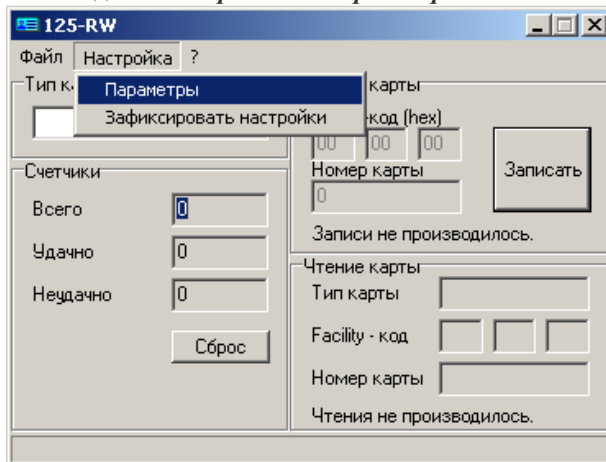 125-RW
Файл Настройка ?
Параметры
Зафиксировать настройки
Тип к
карты
код (hex)
00 00 00
Номер карты
0
Записать
Записи не производилось.
Счетчики
Всего 0
Удачно 0
Неудачно 0
Сброс
Чтение карты
Тип карты
Facility - код
Номер карты
Чтения не производилось.